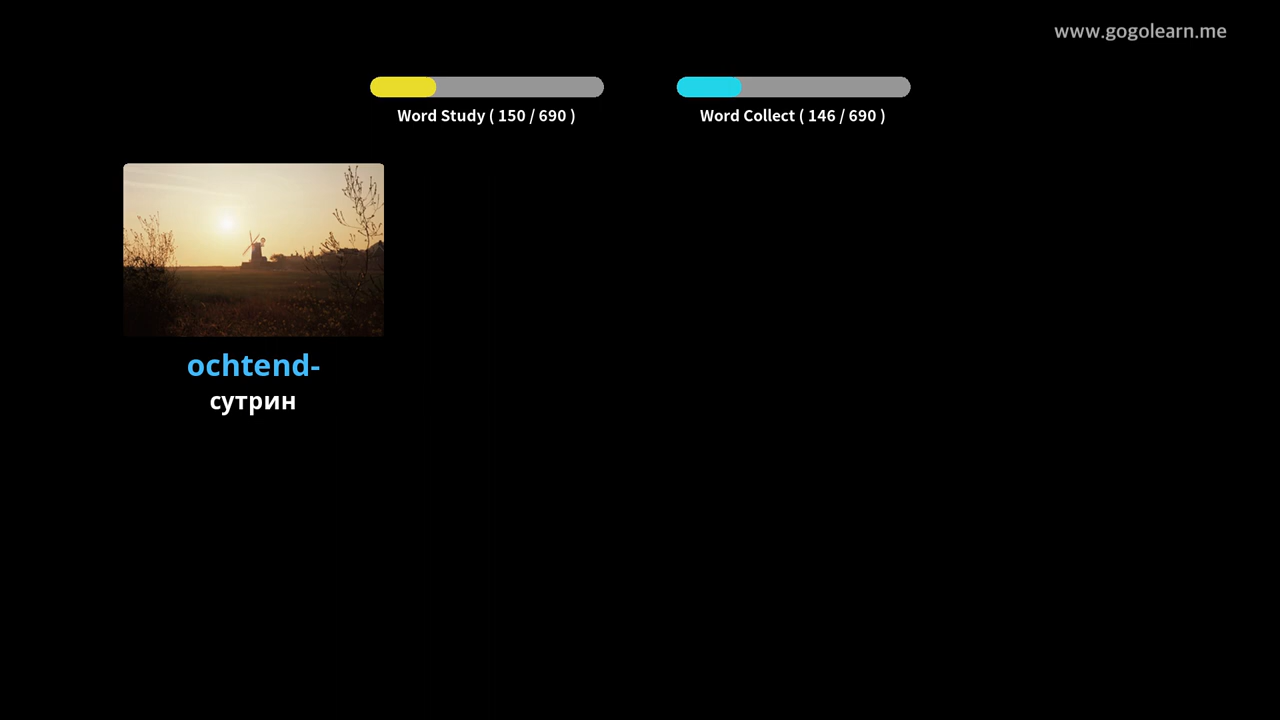 www.gogolearn.me
Word Study ( 150 / 690 )
Word Collect ( 146 / 690 )
ochtend-
сутрин